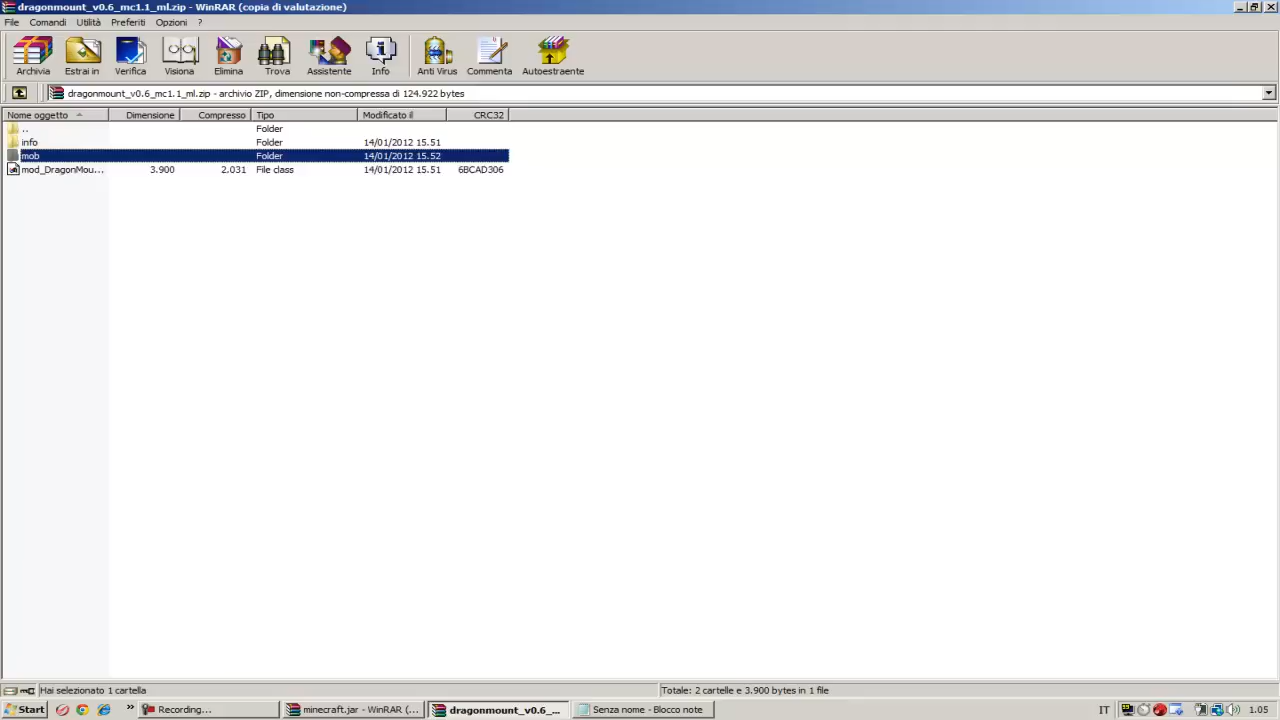 dragonmount_v0.6_mc1.1_ml.zip - WinRAR (copia di valutazione)
File Comandi Utilità Preferiti Opzioni ?
Archivia Estrai in Verifica Visiona Elimina Trova Assistente Info Anti Virus Commenta Autoestraente
dragonmount_v0.6_mc1.1_ml.zip - archivio ZIP, dimensione non-compressa di 124.922 bytes
Nome oggetto Dimensione Compresso Tipo Modificato il CRC32
.. Folder
info Folder 14/01/2012 15.51
mob Folder 14/01/2012 15.52
mod_DragonMou... 3.900 2.031 File class 14/01/2012 15.51 6BCAD306
Hai selezionato 1 cartella Totale: 2 cartelle e 3.900 bytes in 1 file
Start » Recording... minecraft.jar - WinRAR (... dragonmount_v0.6_... Senza nome - Blocco note IT 1.05